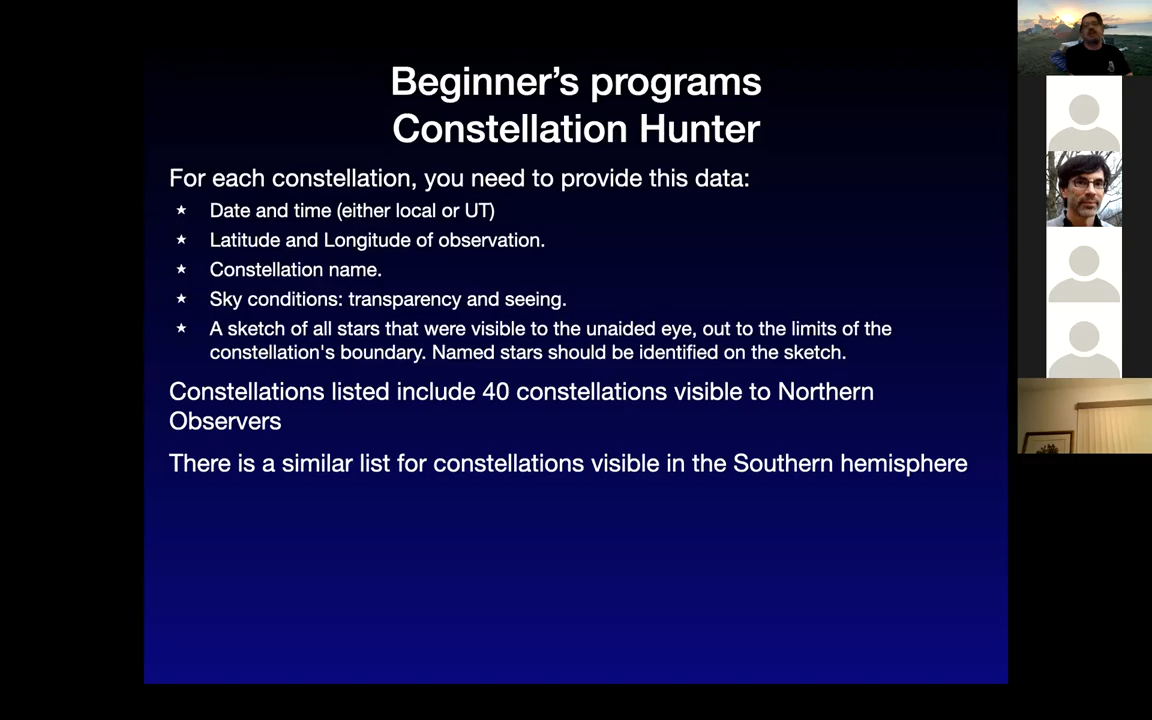 Beginner’s programs
Constellation Hunter
For each constellation, you need to provide this data:
★ Date and time (either local or UT)
★ Latitude and Longitude of observation.
★ Constellation name.
★ Sky conditions: transparency and seeing.
★ A sketch of all stars that were visible to the unaided eye, out to the limits of the
constellation's boundary. Named stars should be identified on the sketch.
Constellations listed include 40 constellations visible to Northern
Observers
There is a similar list for constellations visible in the Southern hemisphere